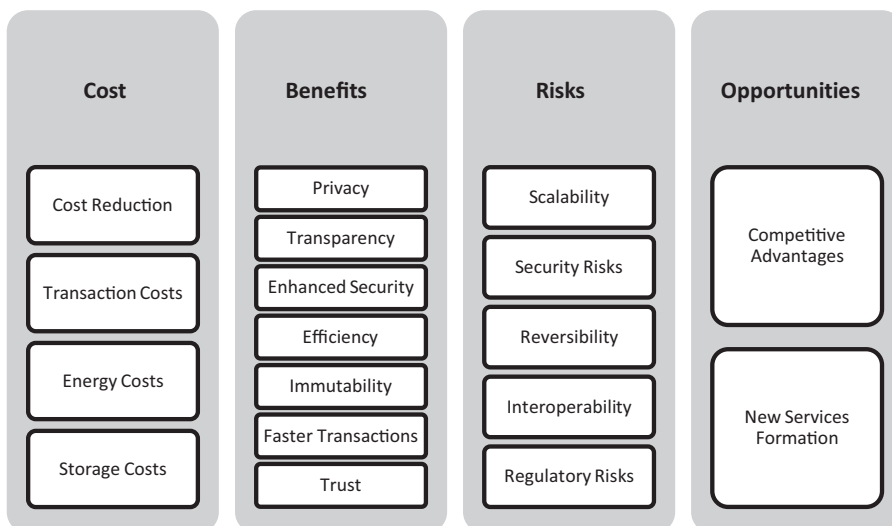 Cost
Cost Reduction
Transaction Costs
Energy Costs
Storage Costs
Benefits
Privacy
Transparency
Enhanced Security
Efficiency
Immutability
Faster Transactions
Trust
Risks
Scalability
Security Risks
Reversibility
Interoperability
Regulatory Risks
Opportunities
Competitive
Advantages
New Services
Formation